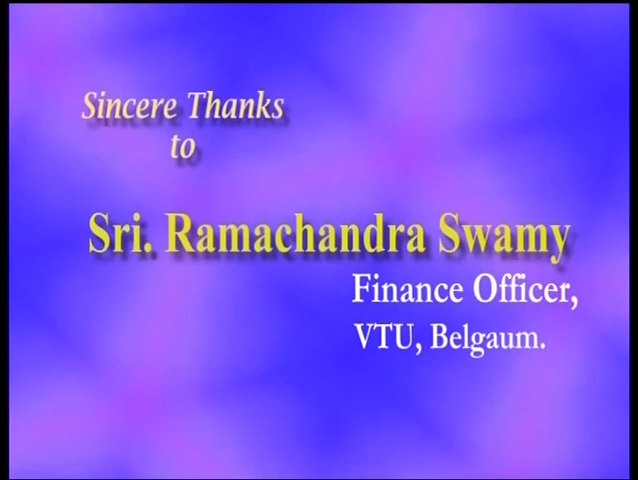 Sincere Thanks
to
Sri. Ramachandra Swamy
Finance Officer,
VTU, Belgaum.